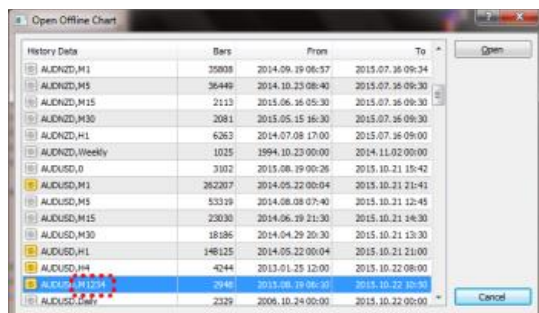 Open Offline Chart
History Data Bars From To
Open
AUDNZD,M1 35808 2014.09.19 06:57 2015.07.16 09:34
AUDNZD,M5 36449 2014.10.23 08:40 2015.07.16 09:30
AUDNZD,M15 2113 2015.06.16 05:30 2015.07.16 09:30
AUDNZD,M30 2081 2015.05.15 16:30 2015.07.16 09:30
AUDNZD,H1 6263 2014.07.08 17:00 2015.07.16 09:00
AUDNZD,Weekly 1025 1994.10.23 00:00 2014.11.02 00:00
AUDUSD,0 3102 2015.08.19 00:26 2015.10.21 15:42
AUDUSD,M1 262207 2014.05.22 00:04 2015.10.21 21:41
AUDUSD,M5 53319 2014.08.08 07:40 2015.10.21 12:45
AUDUSD,M15 23030 2014.06.19 21:30 2015.10.21 14:30
AUDUSD,M30 18186 2014.04.29 20:30 2015.10.21 13:30
AUDUSD,H1 148125 2014.05.22 00:04 2015.10.21 21:00
AUDUSD,H4 4244 2013.01.25 12:00 2015.10.22 08:00
AUDUSD,M1234 2948 2015.08.19 06:10 2015.10.22 10:50
AUDUSD,Daily 2329 2006.10.24 00:00 2015.10.22 00:00
Cancel